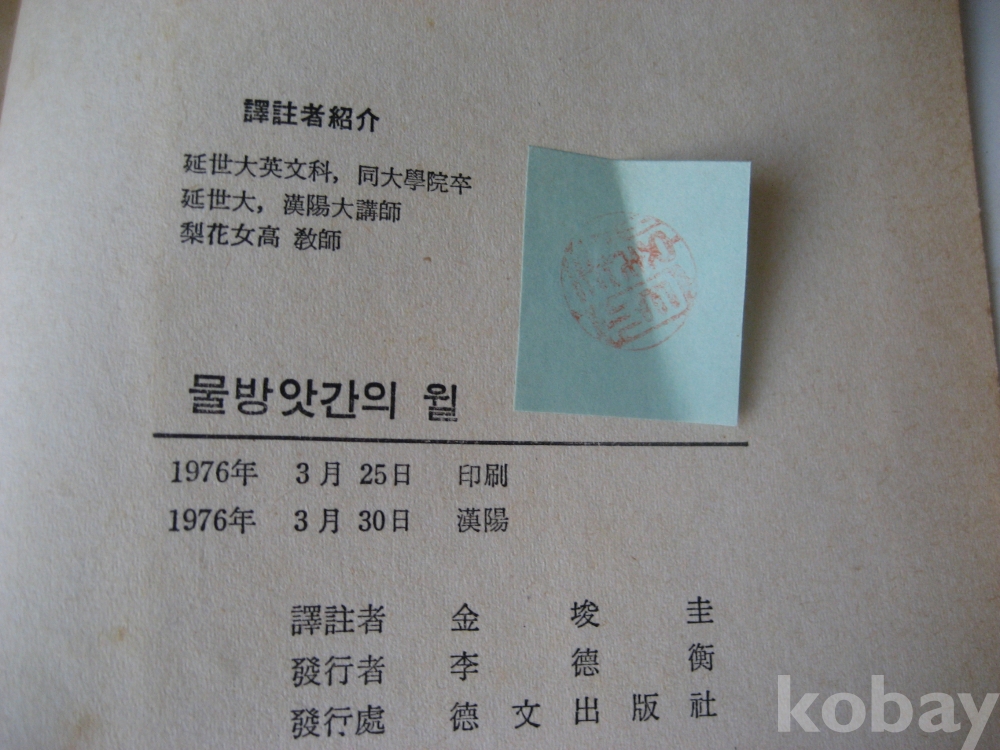 譯註者紹介
延世大英文科, 同大學院卒
延世大, 漢陽大講師
梨花女高 敎師
물방앗간의 윌
1976年 3月 25日 印刷
1976年 3月 30日 漢陽
譯註者 金埈圭
發行者 李德衡
發行處 德文出版社
kobay